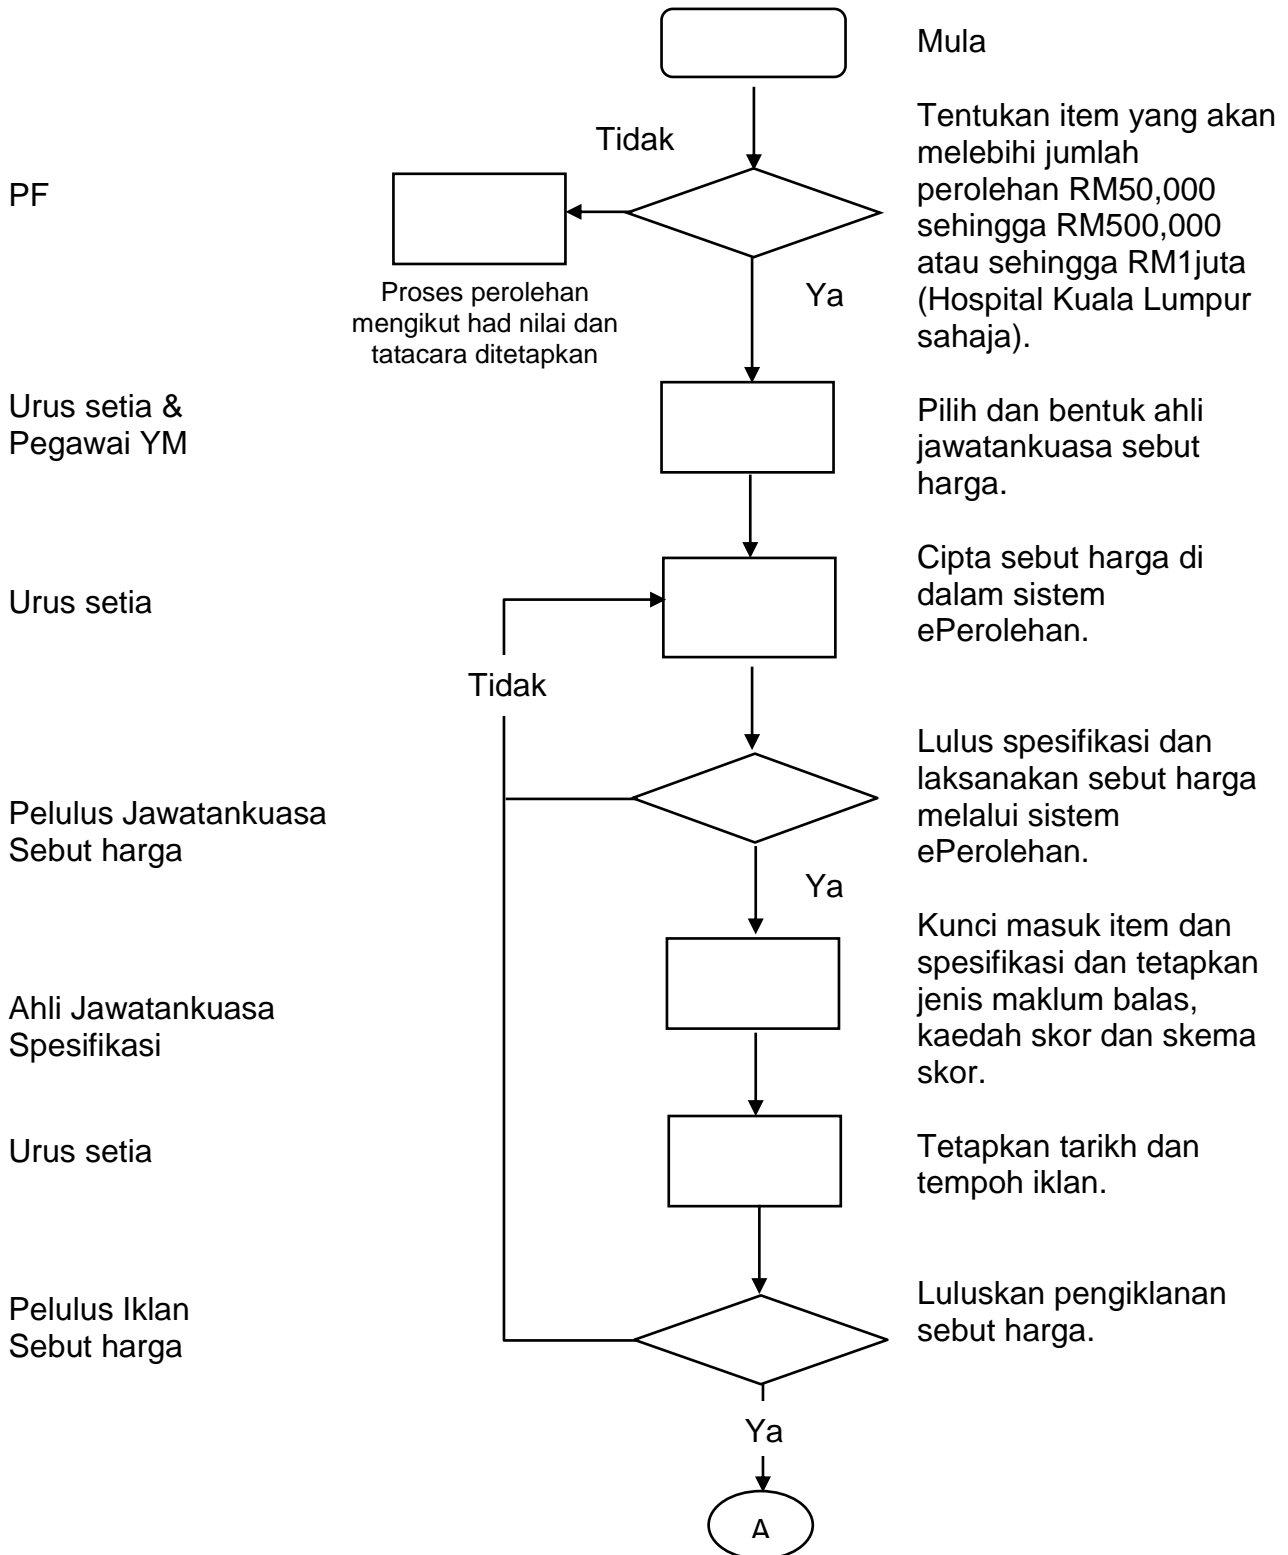 Mula
Tentukan item yang akan
melebihi jumlah
perolehan RM50,000
sehingga RM500,000
atau sehingga RM1juta
(Hospital Kuala Lumpur
sahaja).
Tidak
PF
Ya
Proses perolehan
mengikut had nilai dan
tatacara ditetapkan
Urus setia &
Pegawai YM
Pilih dan bentuk ahli
jawatankuasa sebut
harga.
Urus setia
Cipta sebut harga di
dalam sistem
ePerolehan.
Tidak
Pelulus Jawatankuasa
Sebut harga
Lulus spesifikasi dan
laksanakan sebut harga
melalui sistem
ePerolehan.
Ya
Ahli Jawatankuasa
Spesifikasi
Kunci masuk item dan
spesifikasi dan tetapkan
jenis maklum balas,
kaedah skor dan skema
skor.
Urus setia
Tetapkan tarikh dan
tempoh iklan.
Pelulus Iklan
Sebut harga
Luluskan pengiklanan
sebut harga.
Ya
A